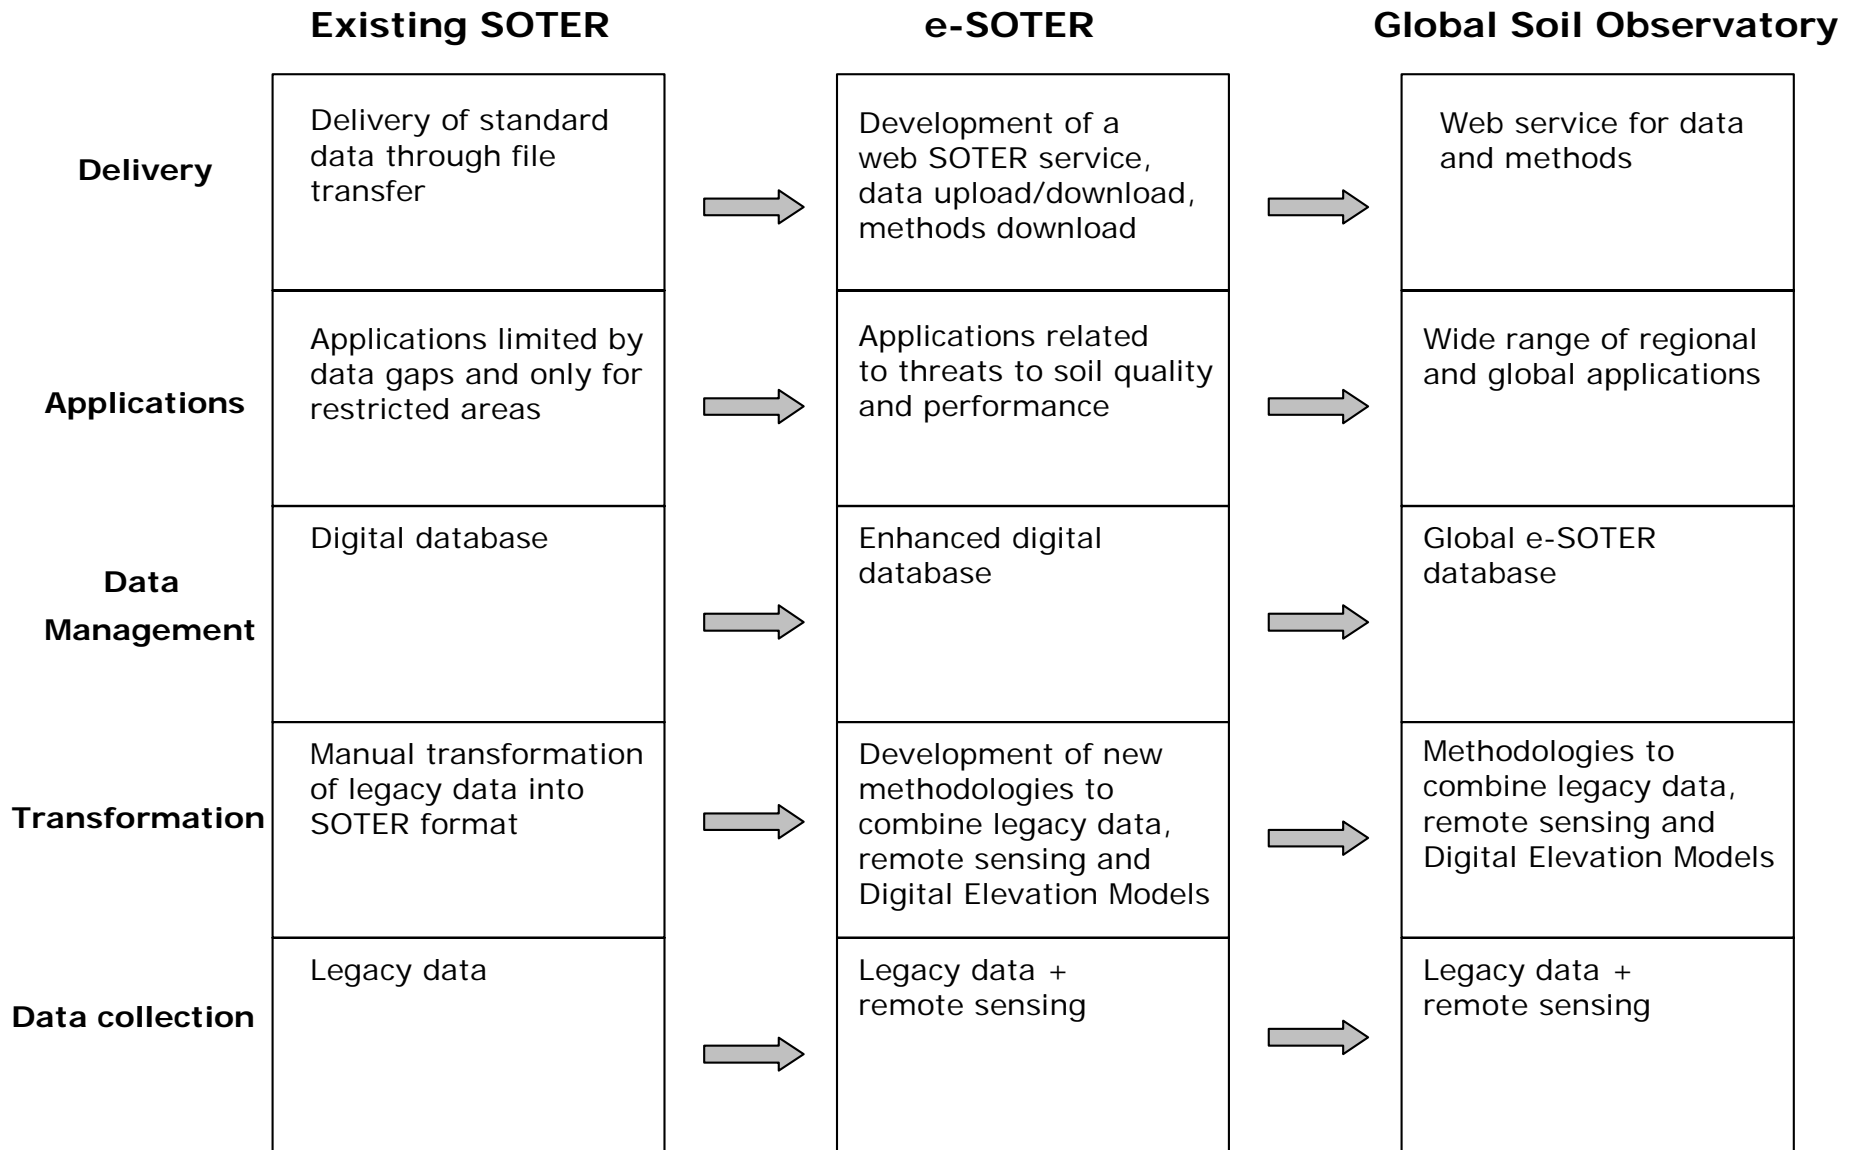 Existing SOTER
e-SOTER
Global Soil Observatory
Delivery
Delivery of standard
data through file
transfer
Development of a
web SOTER service,
data upload/download,
methods download
Web service for data
and methods
Applications
Applications limited by
data gaps and only for
restricted areas
Applications related
to threats to soil quality
and performance
Wide range of regional
and global applications
Data
Management
Digital database
Enhanced digital
database
Global e-SOTER
database
Transformation
Manual transformation
of legacy data into
SOTER format
Development of new
methodologies to
combine legacy data,
remote sensing and
Digital Elevation Models
Methodologies to
combine legacy data,
remote sensing and
Digital Elevation Models
Data collection
Legacy data
Legacy data +
remote sensing
Legacy data +
remote sensing